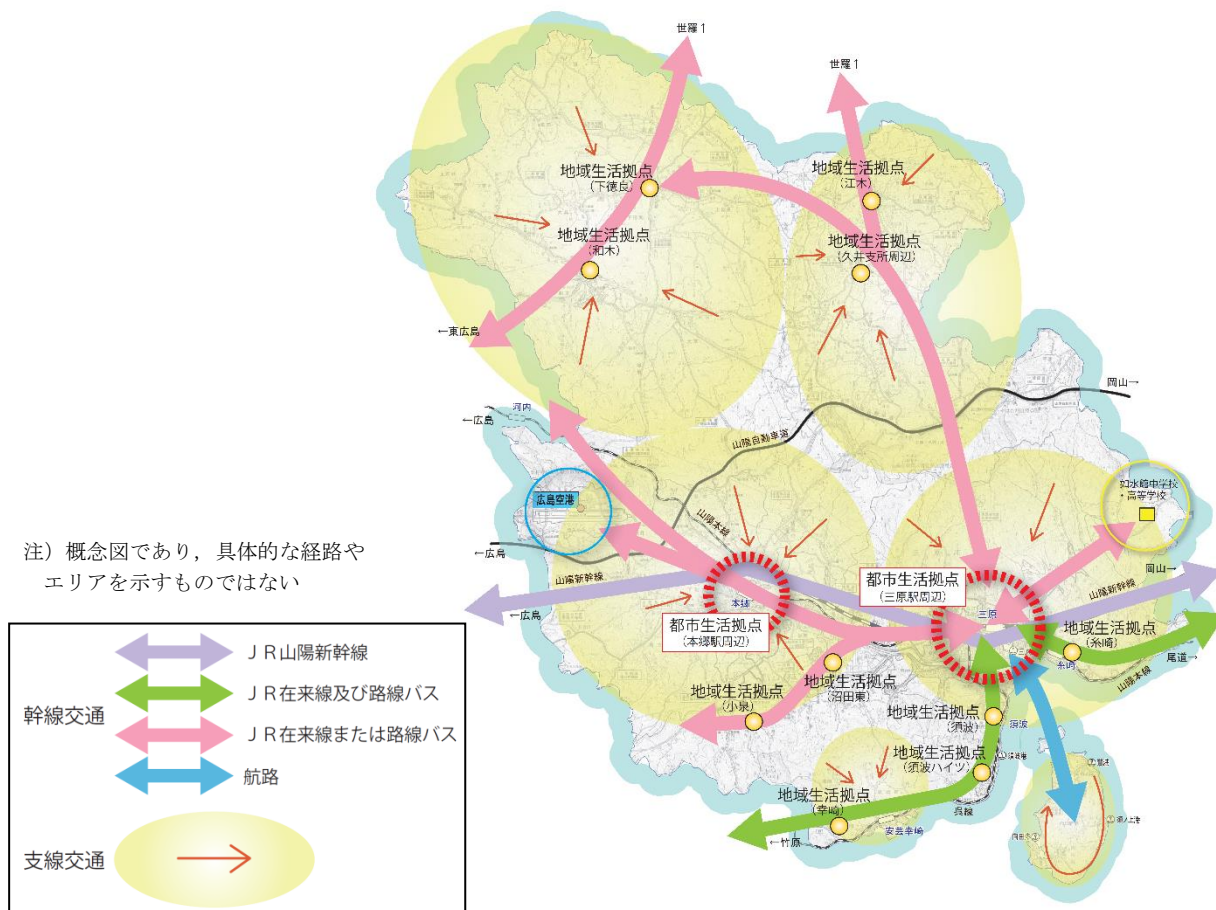 世羅↑
世羅↑
地域生活拠点
(下徳良)
地域生活拠点
(江木)
地域生活拠点
(和木)
地域生活拠点
(久井支所周辺)
←東広島
岡山→
河内
←広島
山陽自動車道
如水館中学校
・高等学校
広島空港
山陽本線
←広島
山陽新幹線
岡山→
都市生活拠点
(三原駅周辺)
山陽新幹線
本郷
←広島
三原
都市生活拠点
(本郷駅周辺)
地域生活拠点
(糸崎)
糸崎
尾道→
山陽本線
地域生活拠点
(沼田東)
地域生活拠点
(小泉)
地域生活拠点
(須波)
須波
地域生活拠点
(須波ハイツ)
呉線
地域生活拠点
(幸崎)
安芸幸崎
←竹原
注）概念図であり，具体的な経路や
エリアを示すものではない
幹線交通
ＪＲ山陽新幹線
ＪＲ在来線及び路線バス
ＪＲ在来線または路線バス
航路
支線交通